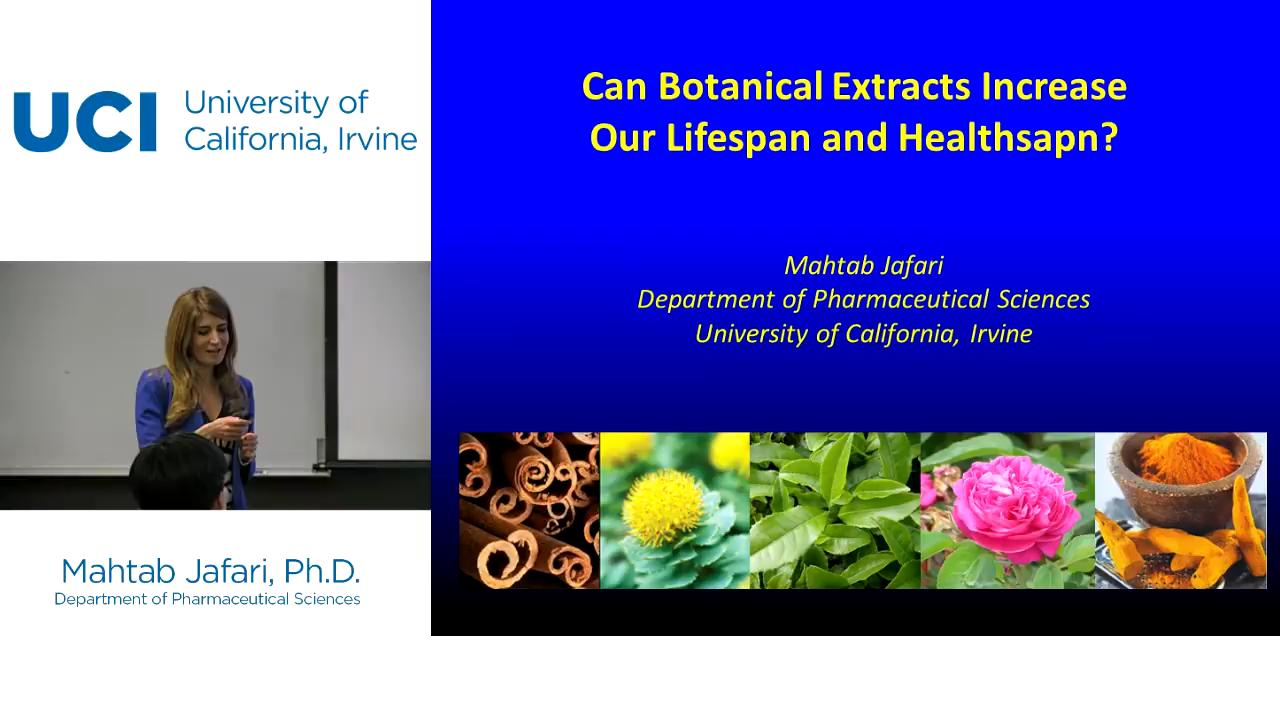 UCI University of
California, Irvine
Mahtab Jafari, Ph.D.
Department of Pharmaceutical Sciences
Can Botanical Extracts Increase
Our Lifespan and Healthsapn?
Mahtab Jafari
Department of Pharmaceutical Sciences
University of California, Irvine